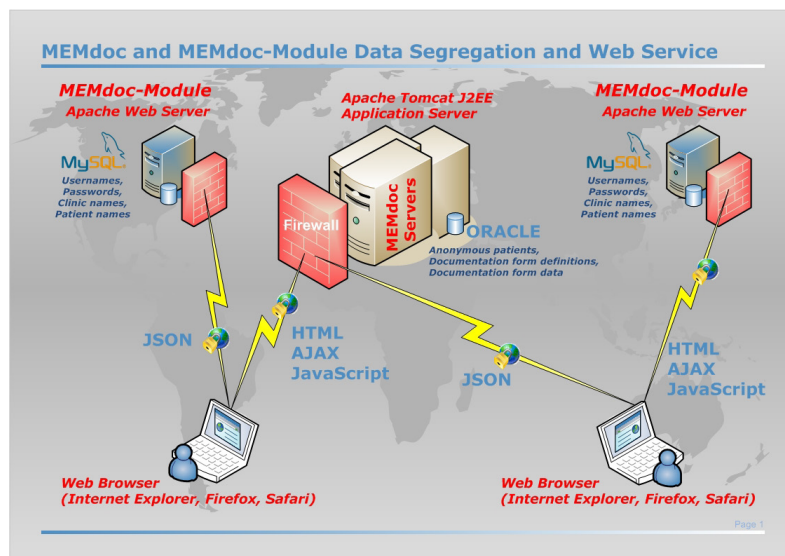 MEMdoc and MEMdoc-Module Data Segregation and Web Service
MEMdoc-Module
Apache Web Server
MySQL
Usernames,
Passwords,
Clinic names,
Patient names
Apache Tomcat J2EE
Application Server
Firewall
MEMdoc
Servers
ORACLE
Anonymous patients,
Documentation form definitions,
Documentation form data
MEMdoc-Module
Apache Web Server
MySQL
Usernames,
Passwords,
Clinic names,
Patient names
JSON
HTML
AJAX
JavaScript
JSON
HTML
AJAX
JavaScript
Web Browser
(Internet Explorer, Firefox, Safari)
Web Browser
(Internet Explorer, Firefox, Safari)
Page 1